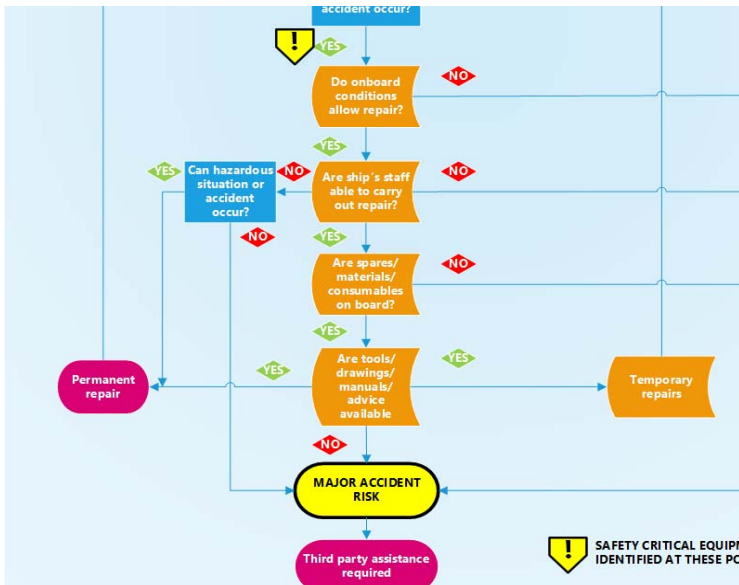 accident occur?
!
YES
Do onboard
conditions
allow repair?
NO
YES
YES
Can hazardous
situation or
accident
occur?
NO
Are ship's staff
able to carry
out repair?
NO
NO
YES
Are spares/
materials/
consumables
on board?
NO
YES
Permanent
repair
YES
Are tools/
drawings/
manuals/
advice
available
YES
Temporary
repairs
NO
MAJOR ACCIDENT
RISK
Third party assistance
required
!
SAFETY CRITICAL
IDENTIFIED AT THESE